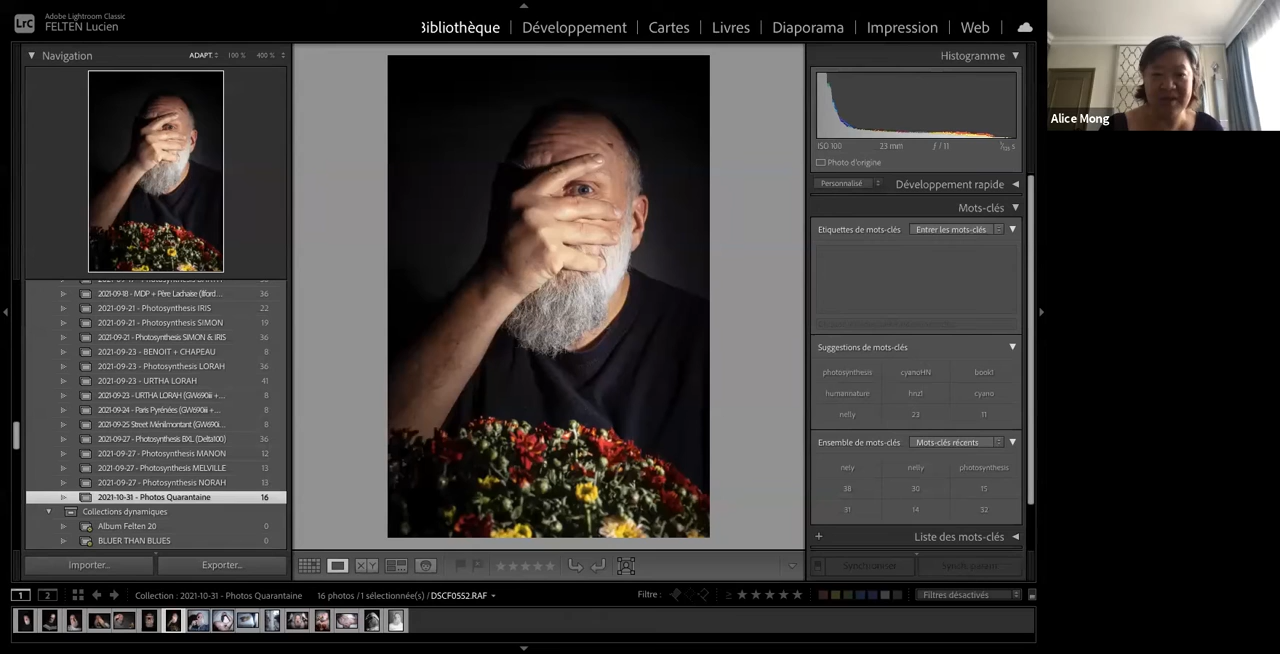 LrC
Adobe Lightroom Classic
FELTEN Lucien
Bibliothèque | Développement | Cartes | Livres | Diaporama | Impression | Web |
Alice Mong
Navigation
ADAPT. 100 % 400 %
2021-09-18 - MDP + Père Lachaise (Ilford... 36
2021-09-21 - Photosynthesis IRIS 22
2021-09-21 - Photosynthesis SIMON 19
2021-09-21 - Photosynthesis SIMON & IRIS 36
2021-09-23 - BENOIT + CHAPEAU 8
2021-09-23 - Photosynthesis LORAH 36
2021-09-23 - URTHA LORAH 41
2021-09-23 - URTHA LORAH (GW690iii +... 8
2021-09-24 - Paris Pyrénées (GW690iii +... 8
2021-09-25 Street Ménilmontant (GW690i... 8
2021-09-27 - Photosynthesis BXL (Delta100) 36
2021-09-27 - Photosynthesis MANON 12
2021-09-27 - Photosynthesis MELVILLE 13
2021-09-27 - Photosynthesis NORAH 13
2021-10-31 - Photos Quarantaine 16
Collections dynamiques
Album Felten 20 0
BLUER THAN BLUES 0
Importer... Exporter...
Histogramme
ISO 100 23 mm ƒ / 11 1/125 s
Photo d'origine
Personnalisé Développement rapide
Mots-clés
Etiquettes de mots-clés Entrer les mots-clés
Suggestions de mots-clés
photosynthesis cyanoHN book1
humannature hnz1 cyano
nelly 23 11
Ensemble de mots-clés Mots-clés récents
nely nelly photosynthesis
38 30 15
31 14 32
+ Liste des mots-clés
Synchroniser Synch. param.
1 2 Collection : 2021-10-31 - Photos Quarantaine 16 photos / 1 sélectionnée(s) / DSCF0552.RAF Filtre : ≥ Filtres désactivés